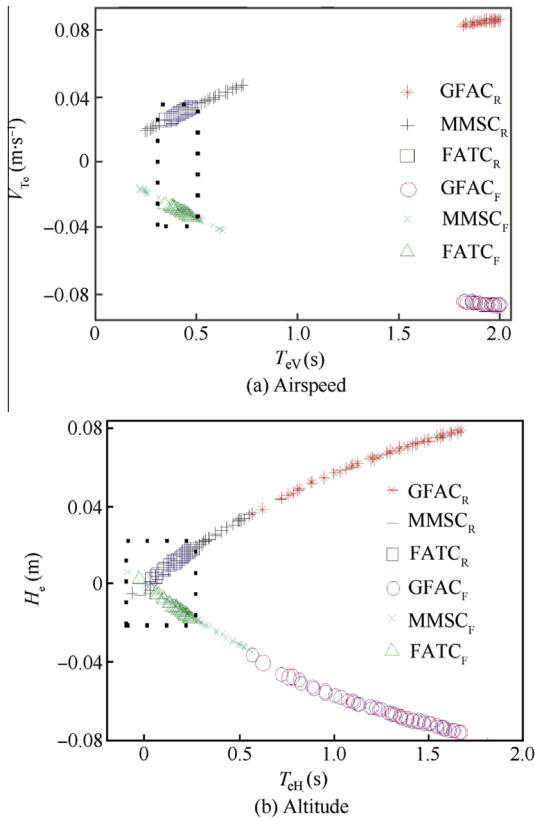 0.08
0.04
0
−0.04
−0.08
V_Te (m·s⁻¹)
GFAC_R
MMSC_R
FATC_R
GFAC_F
MMSC_F
FATC_F
0 0.5 1.0 1.5 2.0
T_eV (s)
(a) Airspeed
0.08
0.04
0
−0.04
−0.08
H_e (m)
GFAC_R
MMSC_R
FATC_R
GFAC_F
MMSC_F
FATC_F
0 0.5 1.0 1.5 2.0
T_eH (s)
(b) Altitude